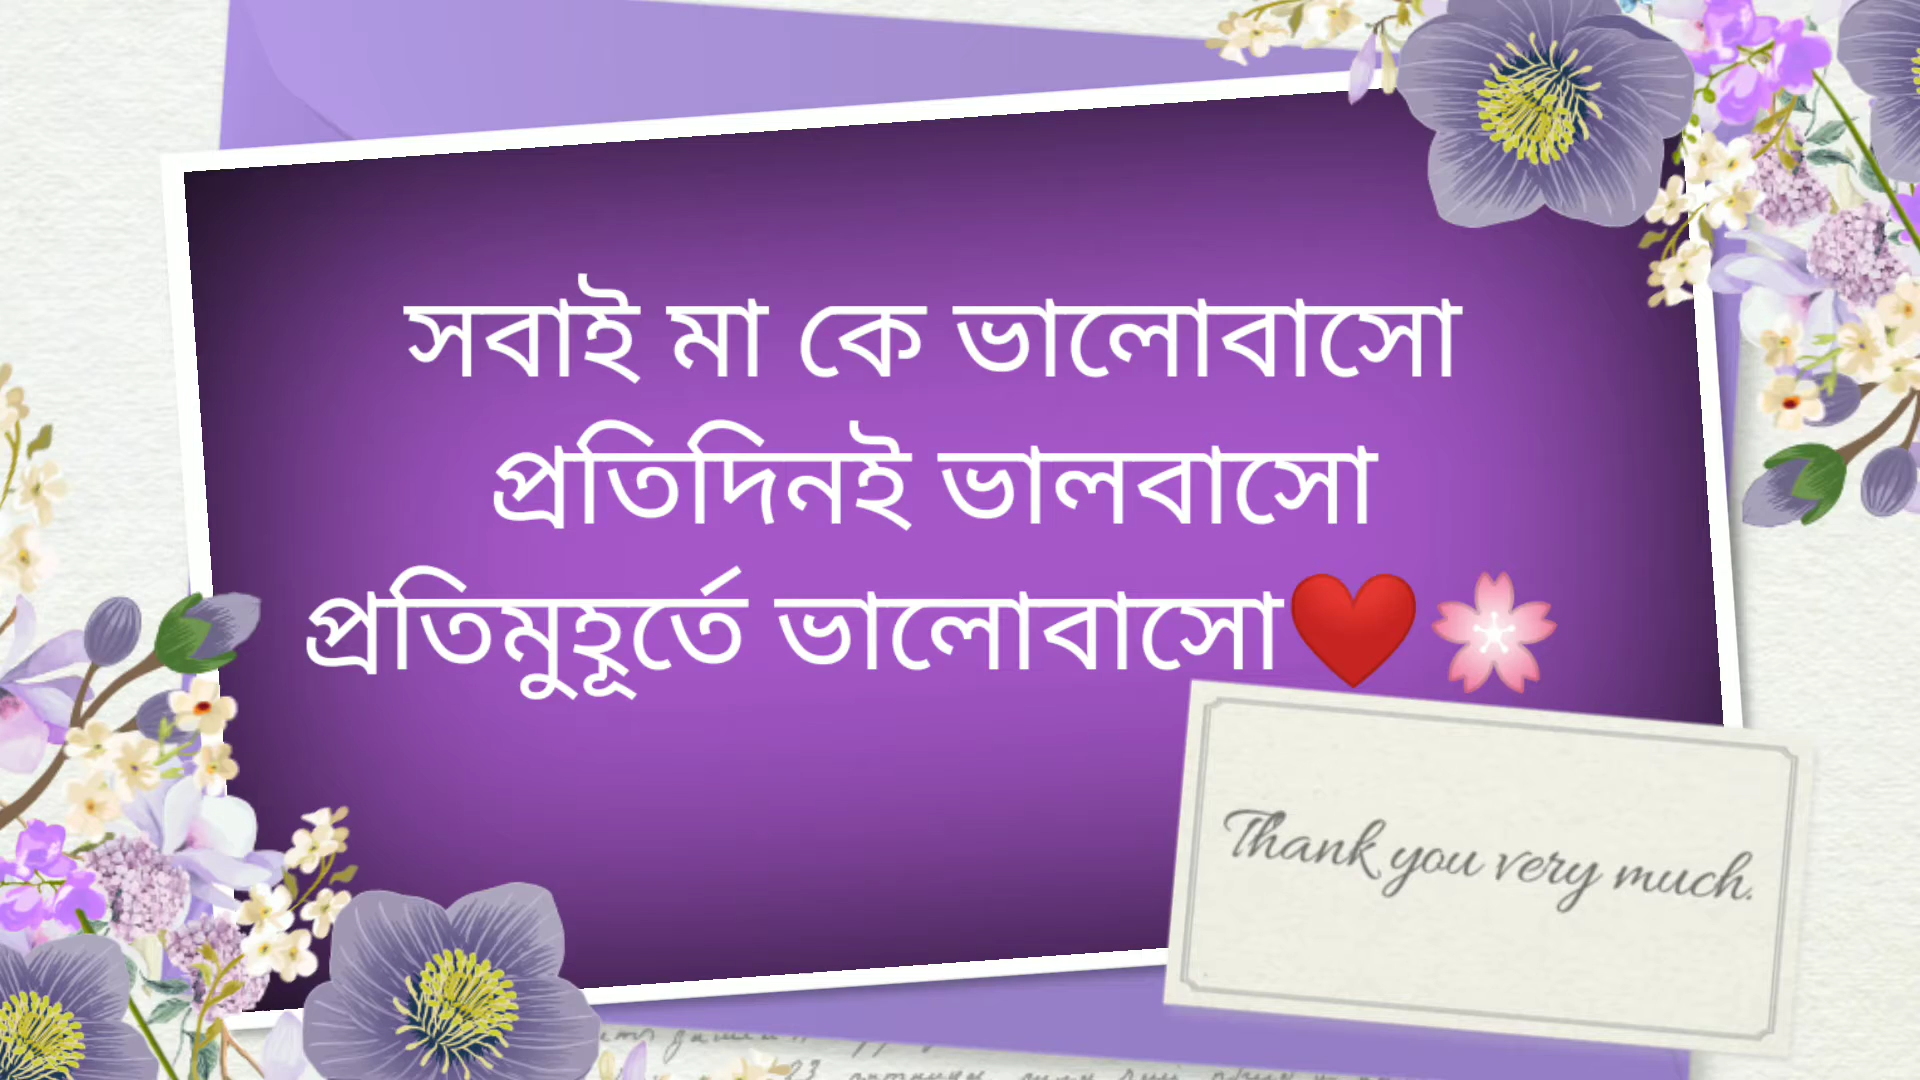 সবাই মা কে ভালোবাসো
প্রতিদিনই ভালবাসো
প্রতিমুহূর্তে ভালোবাসো❤️🌸
Thank you very much.